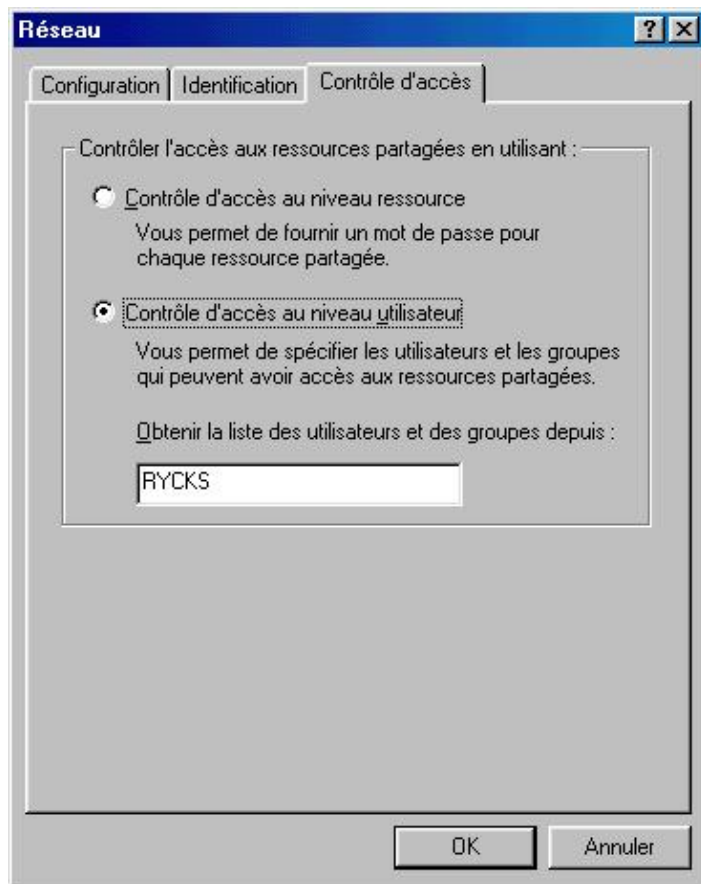 Réseau
Configuration Identification Contrôle d'accès
Contrôler l'accès aux ressources partagées en utilisant :
Contrôle d'accès au niveau ressource
Vous permet de fournir un mot de passe pour
chaque ressource partagée.
Contrôle d'accès au niveau utilisateur
Vous permet de spécifier les utilisateurs et les groupes
qui peuvent avoir accès aux ressources partagées.
Obtenir la liste des utilisateurs et des groupes depuis :
RYCKS
OK Annuler